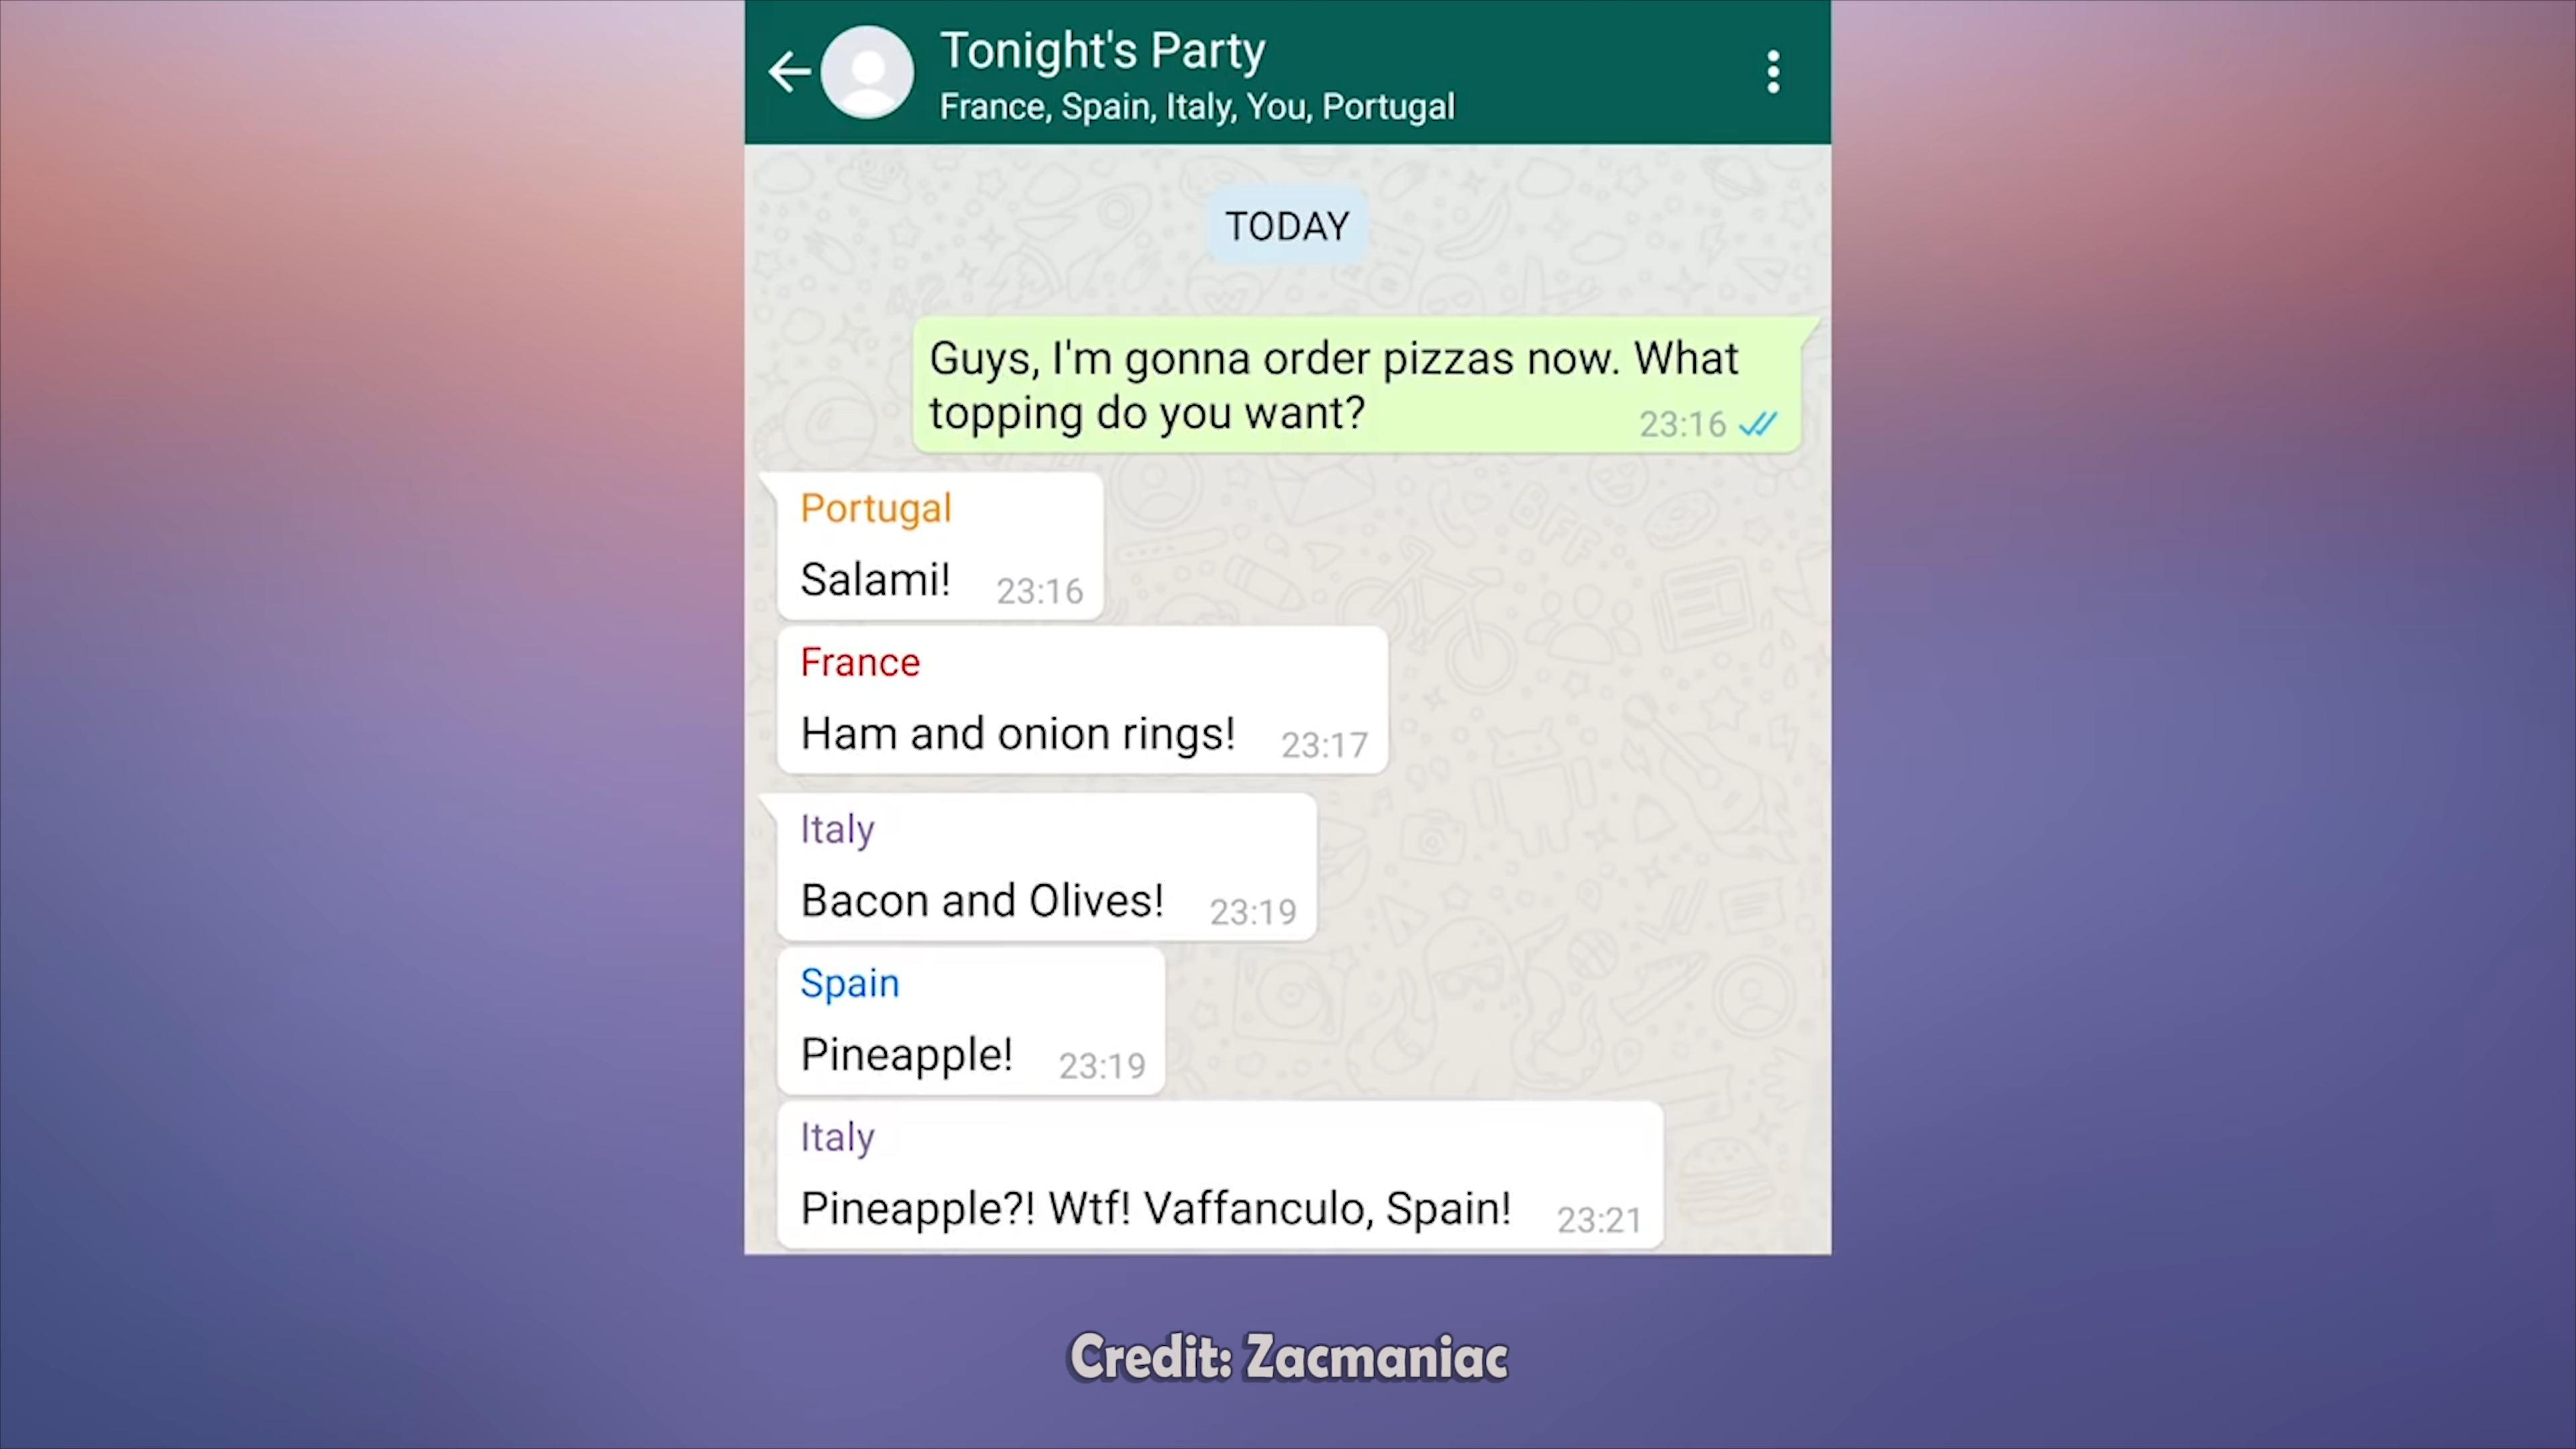 Tonight's Party
France, Spain, Italy, You, Portugal
TODAY
Guys, I'm gonna order pizzas now. What
topping do you want?
23:16
Portugal
Salami!
23:16
France
Ham and onion rings!
23:17
Italy
Bacon and Olives!
23:19
Spain
Pineapple!
23:19
Italy
Pineapple?! Wtf! Vaffanculo, Spain!
23:21
Credit: Zacmaniac